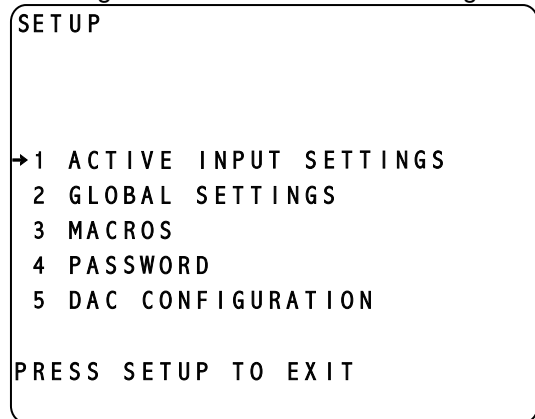 SETUP
→1 ACTIVE INPUT SETTINGS
2 GLOBAL SETTINGS
3 MACROS
4 PASSWORD
5 DAC CONFIGURATION
PRESS SETUP TO EXIT